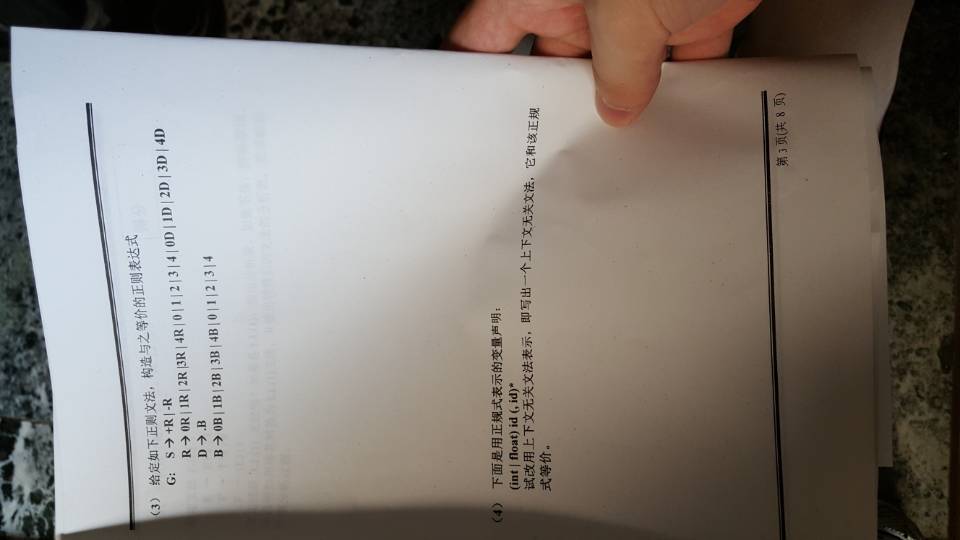 (3) 给定如下正则文法，构造与之等价的正则表达式
G: S → +R | -R
R → 0R | 1R | 2R |3R | 4R | 0 | 1 | 2 | 3 | 4 | 0D | 1D | 2D | 3D | 4D
D → .B
B → 0B | 1B | 2B | 3B | 4B | 0 | 1 | 2 | 3 | 4
(4) 下面是用正规式表示的变量声明：
(int | float) id (, id)*
试改用上下文无关文法表示，即写出一个上下文无关文法，它和该正规
式等价。
第 3 页(共 8 页)